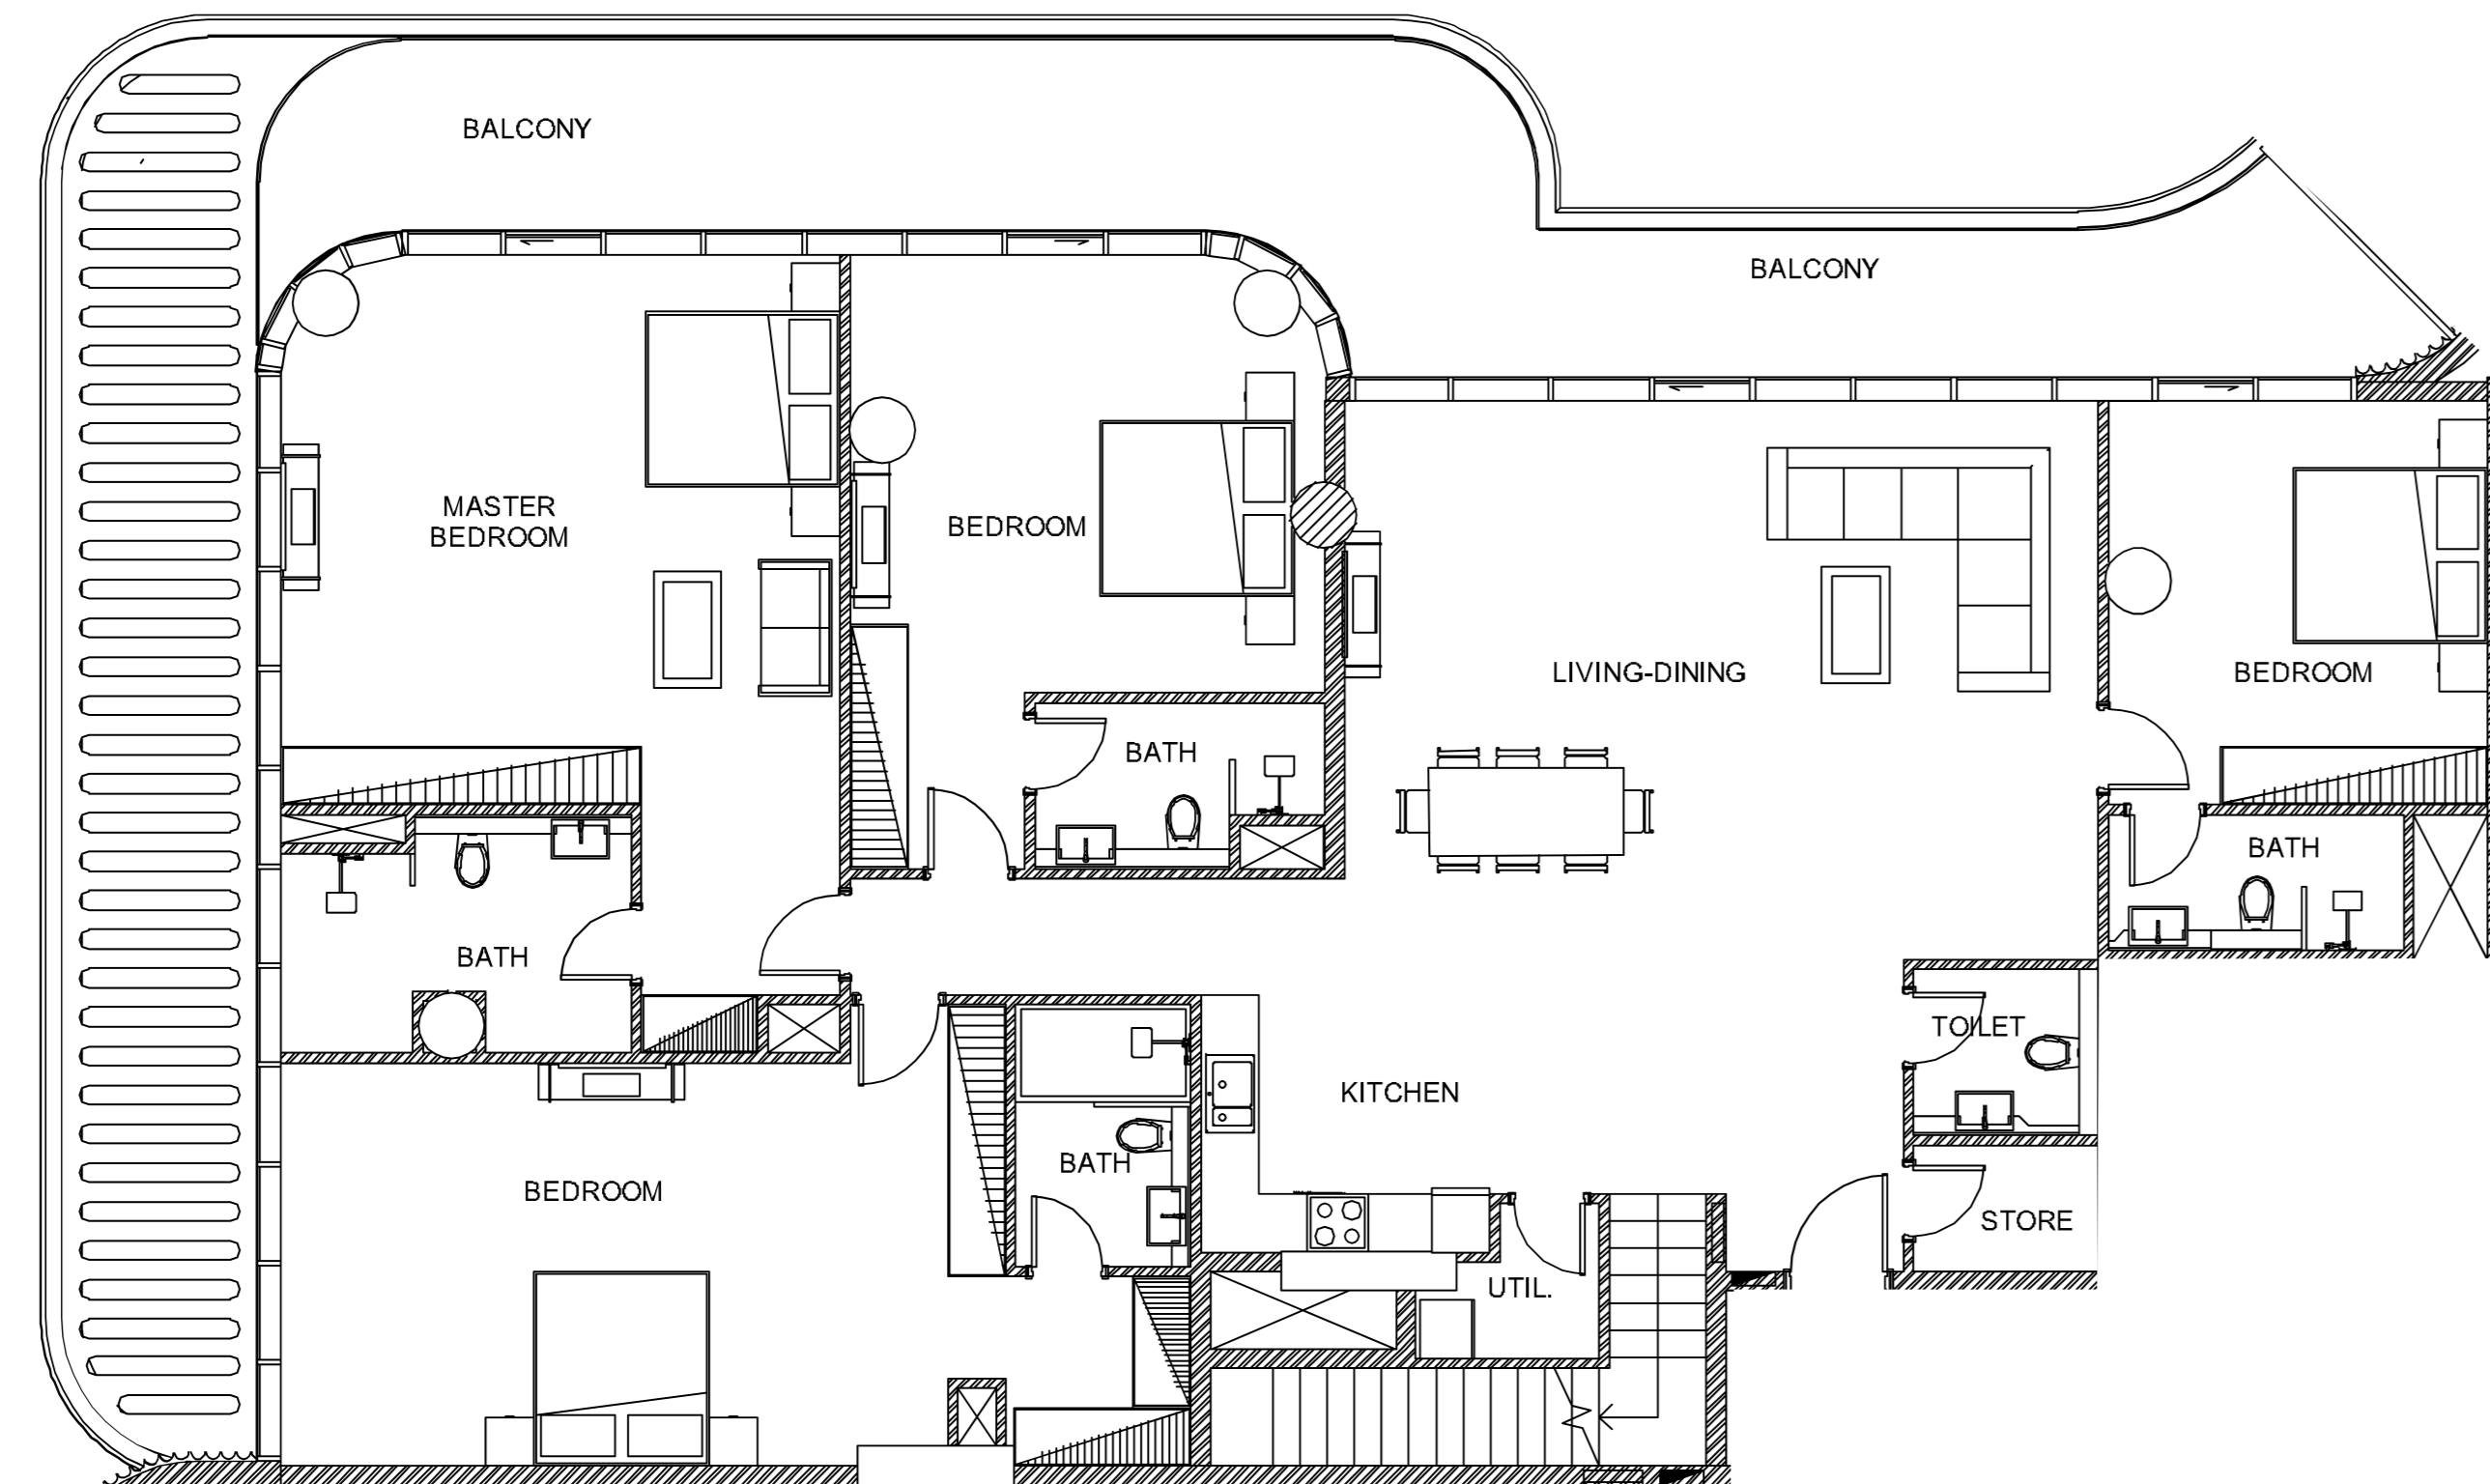 BALCONY
BALCONY
MASTER
BEDROOM
BEDROOM
LIVING-DINING
BEDROOM
BATH
BATH
BATH
TOILET
KITCHEN
BATH
BEDROOM
STORE
UTIL.